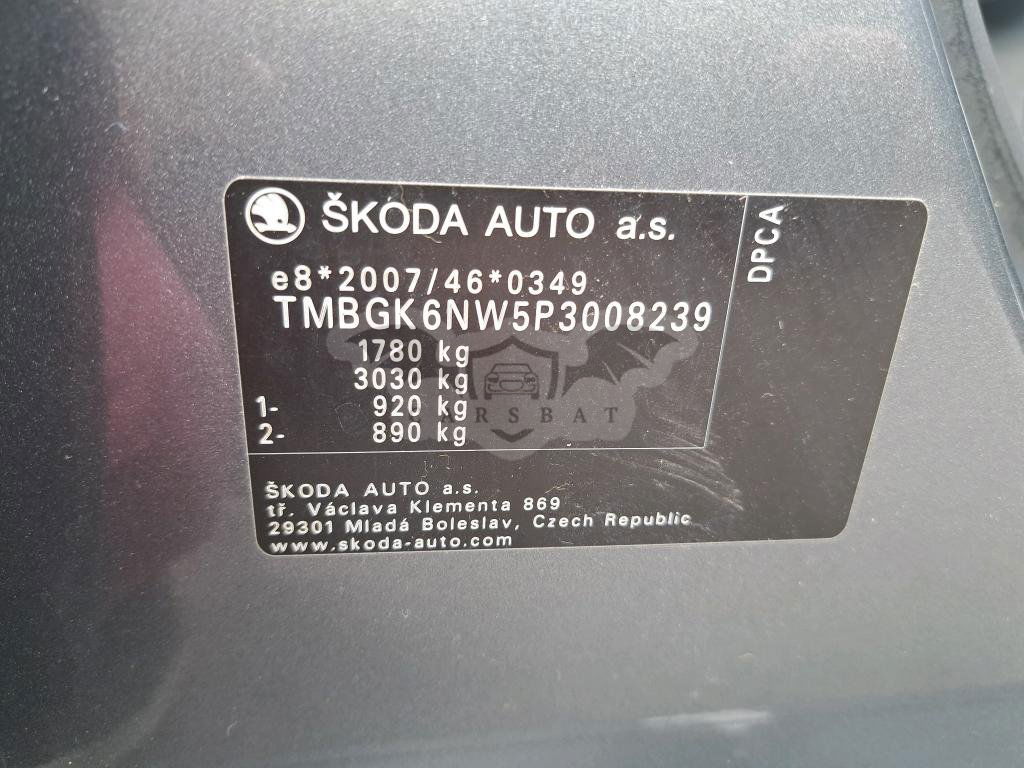 ŠKODA AUTO a.s.
DPCA
e8*2007/46*0349
TMBGK6NW5P3008239
1780 kg
3030 kg
1- 920 kg
2- 890 kg
ARSBAT
ŠKODA AUTO a.s.
tř. Václava Klementa 869
29301 Mladá Boleslav, Czech Republic
www.skoda-auto.com